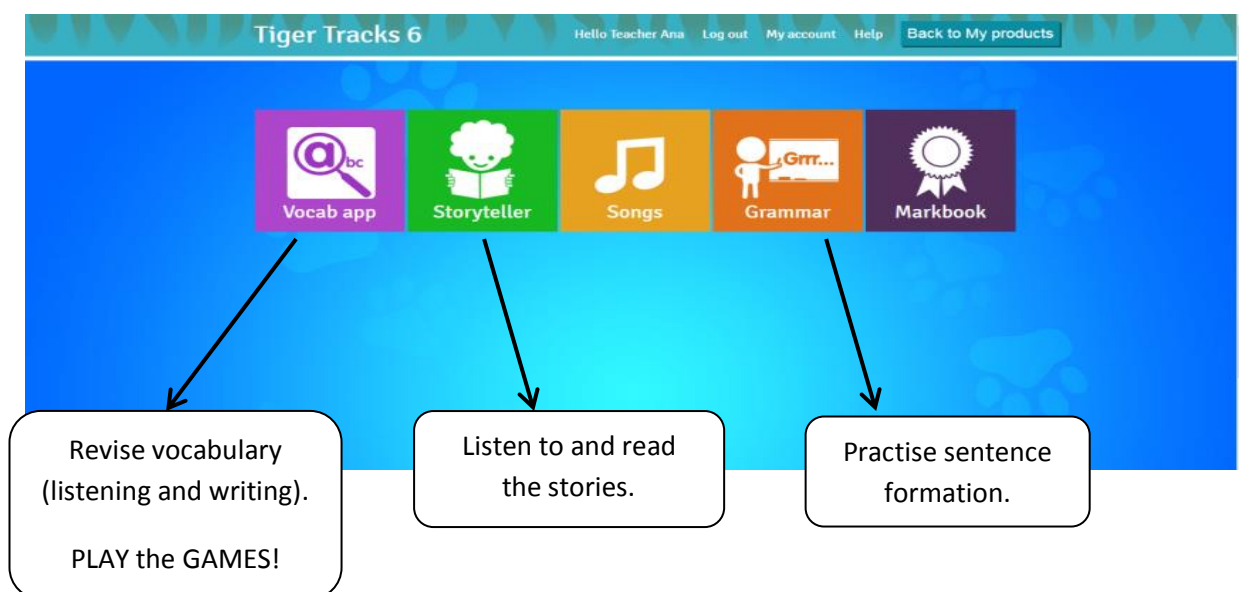 Tiger Tracks 6
Hello Teacher Ana Log out My account Help Back to My products
abc
Grrr...
Vocab app Storyteller Songs Grammar Markbook
Revise vocabulary
(listening and writing).
PLAY the GAMES!
Listen to and read
the stories.
Practise sentence
formation.